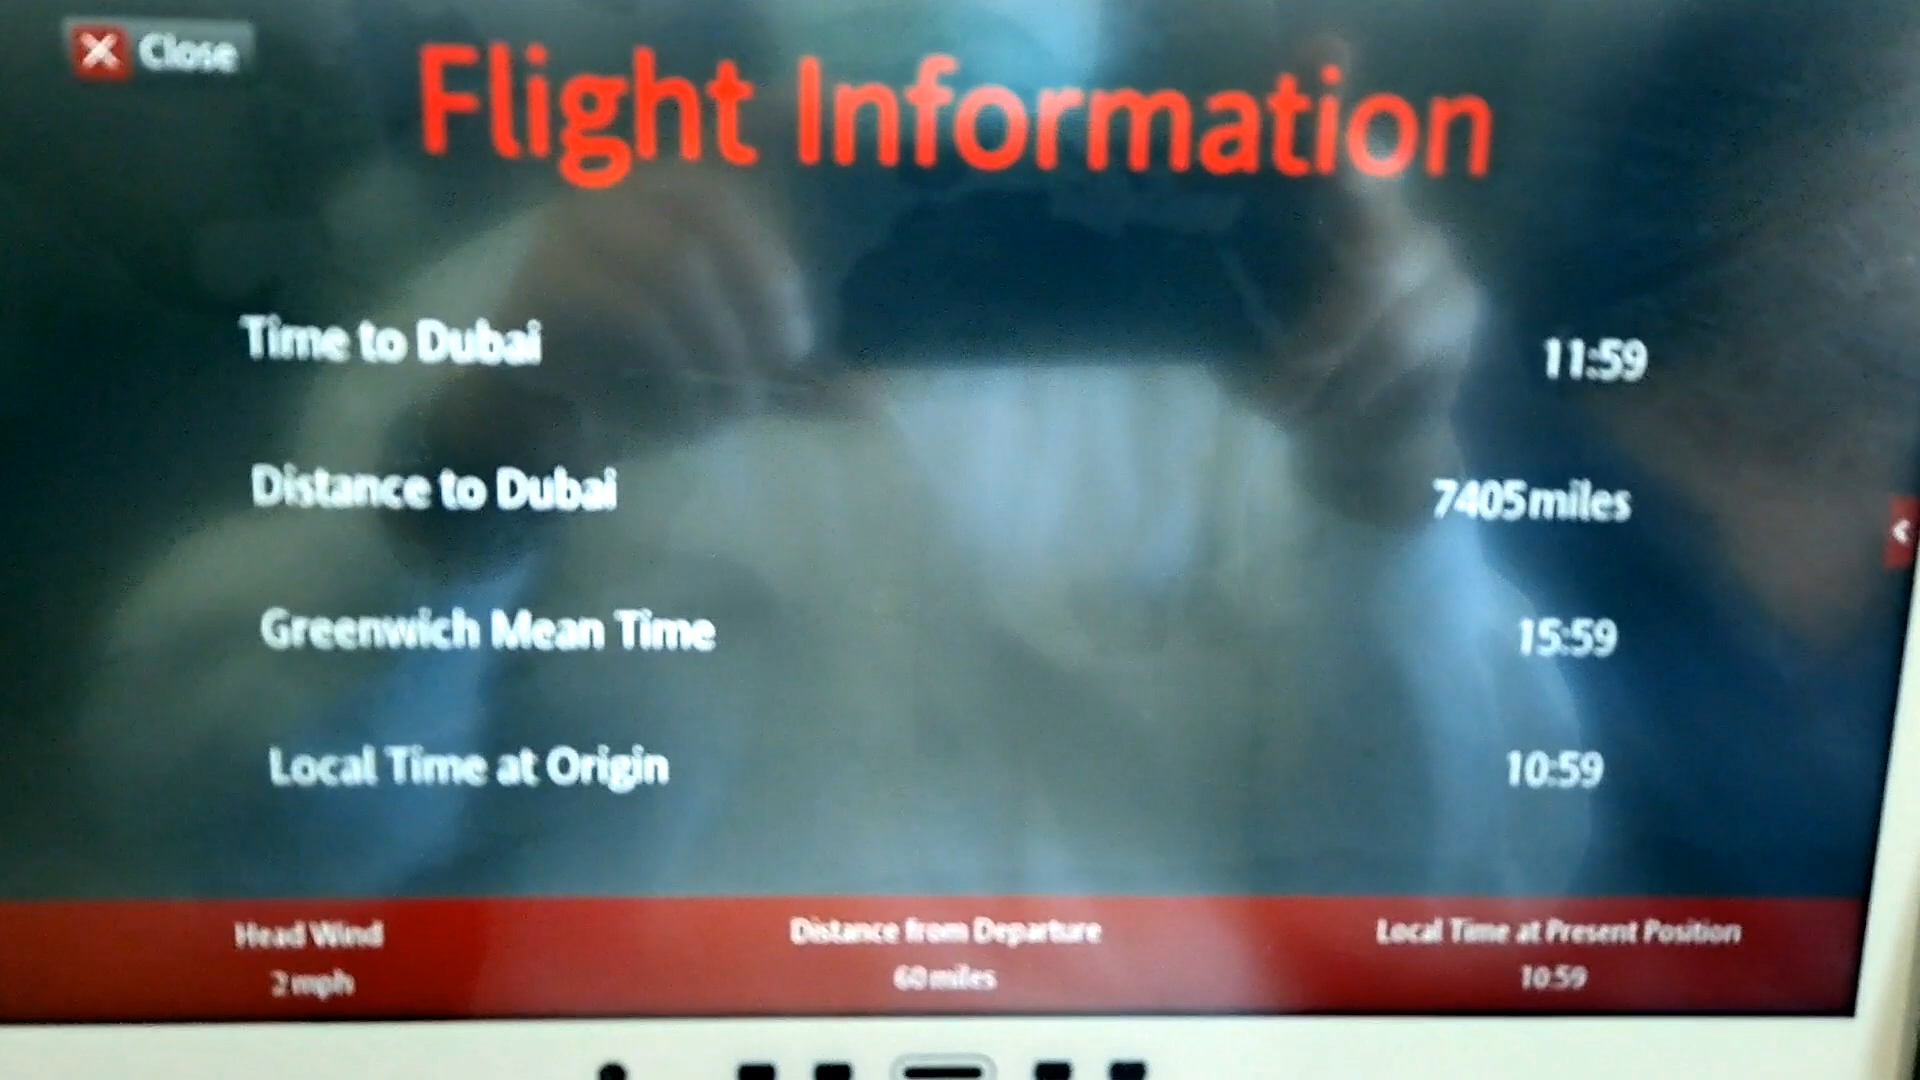 Close
Flight Information
Time to Dubai 11:59
Distance to Dubai 7405miles
Greenwich Mean Time 15:59
Local Time at Origin 10:59
Head Wind Distance from Departure Local Time at Present Position
2mph 60miles 10:59